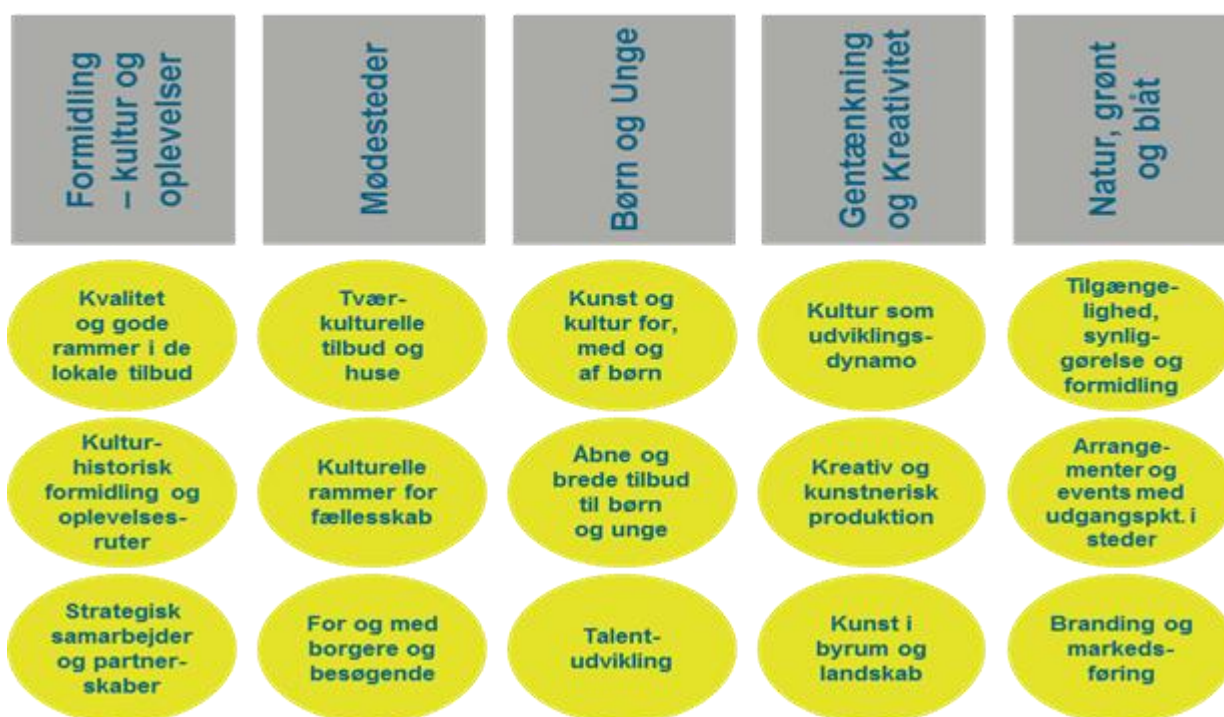 Formidling
– kultur og
oplevelser
Mødesteder
Børn og Unge
Gentænkning
og Kreativitet
Natur, grønt
og blåt
Kvalitet
og gode
rammer i de
lokale tilbud
Tvær-
kulturelle
tilbud og
huse
Kunst og
kultur for,
med og
af børn
Kultur som
udviklings-
dynamo
Tilgænge-
lighed,
synlig-
gørelse og
formidling
Kultur-
historisk
formidling og
oplevelses-
ruter
Kulturelle
rammer for
fællesskab
Åbne og
brede tilbud
til børn
og unge
Kreativ og
kunstnerisk
produktion
Arrange-
menter og
events med
udgangspkt. i
steder
Strategisk
samarbejder
og partner-
skaber
For og med
borgere og
besøgende
Talent-
udvikling
Kunst i
byrum og
landskab
Branding og
markeds-
føring